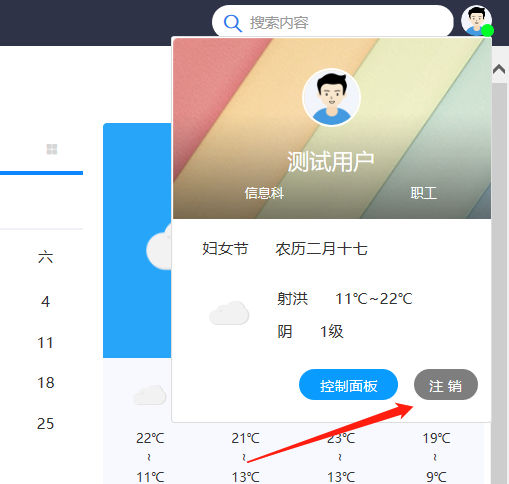 搜索内容
测试用户
信息科 职工
妇女节 农历二月十七
射洪 11℃~22℃
阴 1级
控制面板 注 销
六
4
11
18
25
22℃ 21℃ 23℃ 19℃
~ ~ ~ ~
11℃ 13℃ 13℃ 9℃